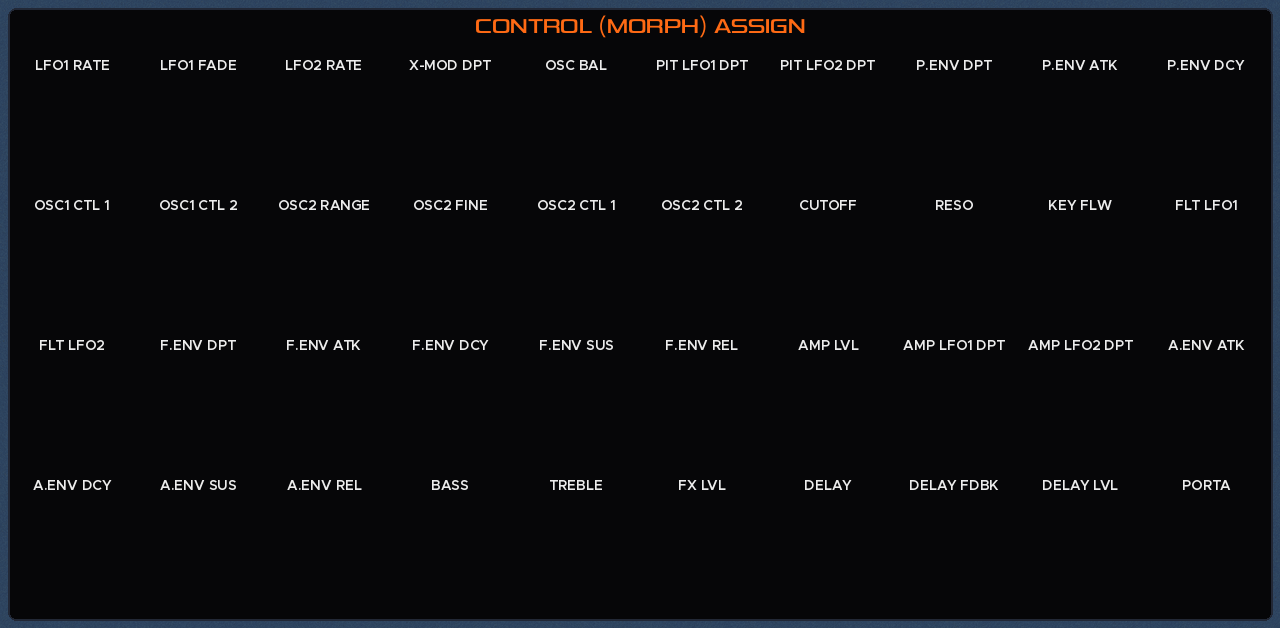 CONTROL (MORPH) ASSIGN
LFO1 RATE LFO1 FADE LFO2 RATE X-MOD DPT OSC BAL PIT LFO1 DPT PIT LFO2 DPT P.ENV DPT P.ENV ATK P.ENV DCY
OSC1 CTL 1 OSC1 CTL 2 OSC2 RANGE OSC2 FINE OSC2 CTL 1 OSC2 CTL 2 CUTOFF RESO KEY FLW FLT LFO1
FLT LFO2 F.ENV DPT F.ENV ATK F.ENV DCY F.ENV SUS F.ENV REL AMP LVL AMP LFO1 DPT AMP LFO2 DPT A.ENV ATK
A.ENV DCY A.ENV SUS A.ENV REL BASS TREBLE FX LVL DELAY DELAY FDBK DELAY LVL PORTA